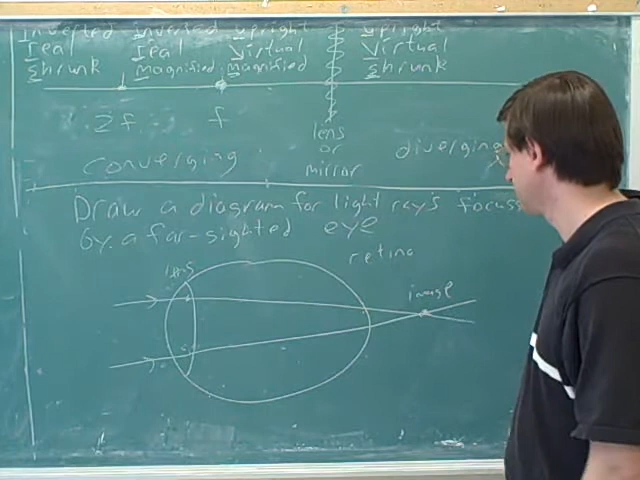 Inverted inverted upright upright
Real Real Virtual Virtual
Shrunk magnified magnified Shrunk
2f f
lens
or
mirror
converging diverging
Draw a diagram for light rays focus
by a far-sighted eye
retina
lens
image